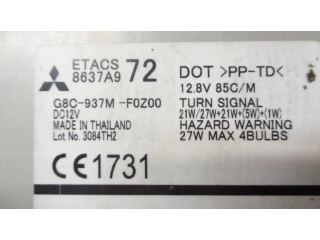 ETACS
8637A9 72
G8C-937M-F0Z00
DC12V
MADE IN THAILAND
Lot No. 3084TH2
CE1731
DOT >PP-TD<
12.8V 85C/M
TURN SIGNAL
21W/27W+21W+(5W)+(1W)
HAZARD WARNING
27W MAX 4BULBS